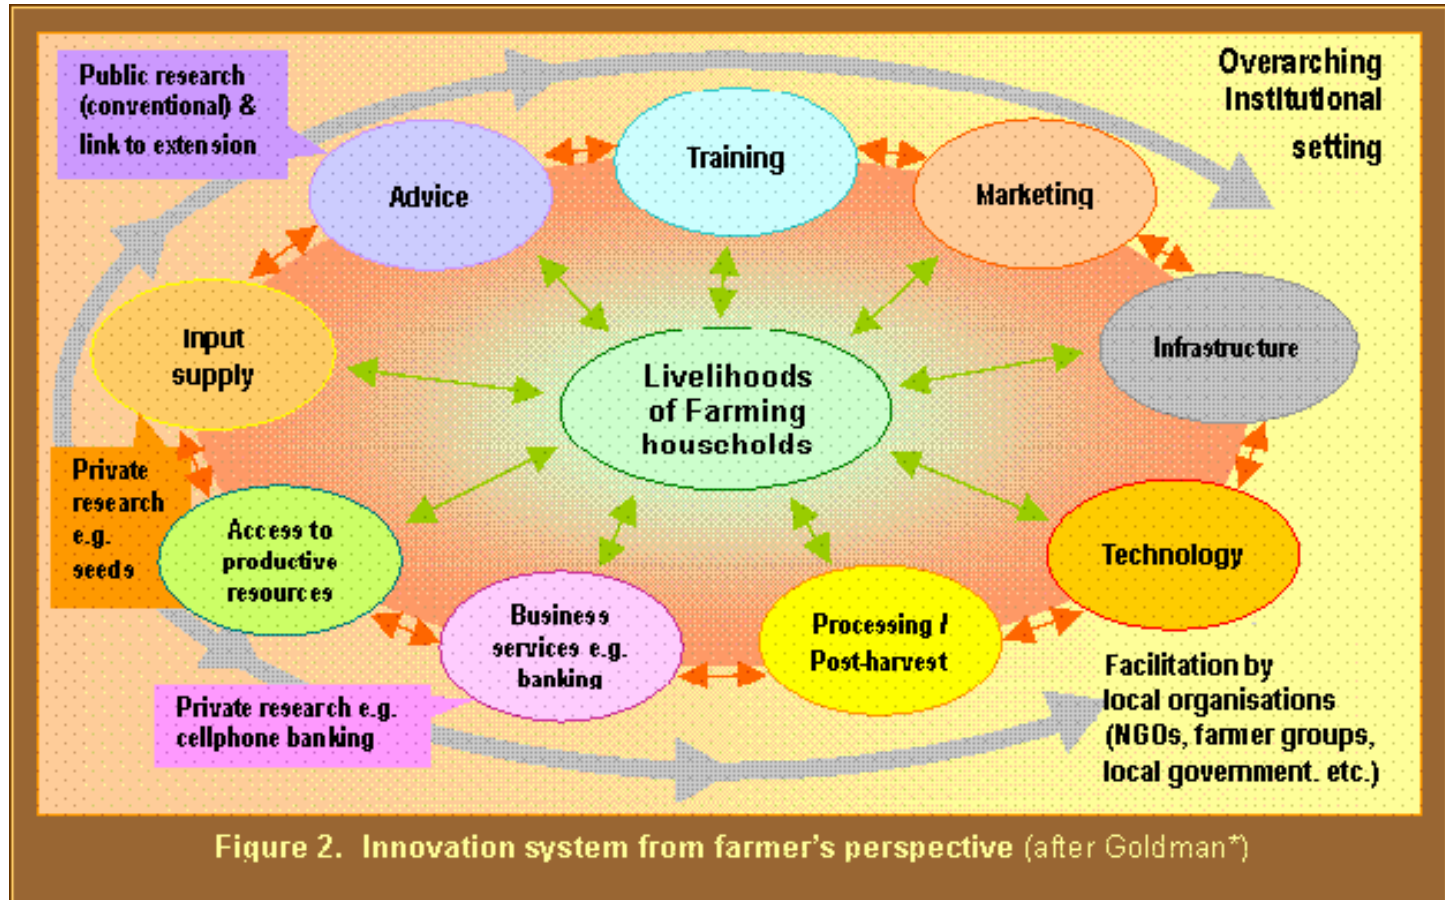 Public research
(conventional) &
link to extension
Overarching
Institutional
setting
Advice
Training
Marketing
Input
supply
Infrastructure
Livelihoods
of Farming
households
Private
research
e.g.
seeds
Access to
productive
resources
Technology
Business
services e.g.
banking
Processing /
Post-harvest
Private research e.g.
cellphone banking
Facilitation by
local organisations
(NGOs, farmer groups,
local government. etc.)
Figure 2. Innovation system from farmer's perspective (after Goldman*)